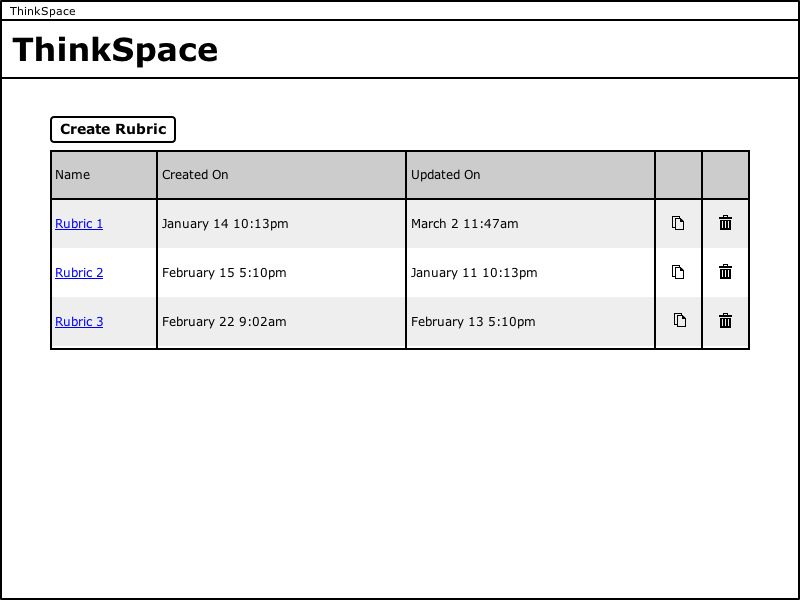 ThinkSpace
ThinkSpace
Create Rubric
Name Created On Updated On
Rubric 1 January 14 10:13pm March 2 11:47am
Rubric 2 February 15 5:10pm January 11 10:13pm
Rubric 3 February 22 9:02am February 13 5:10pm